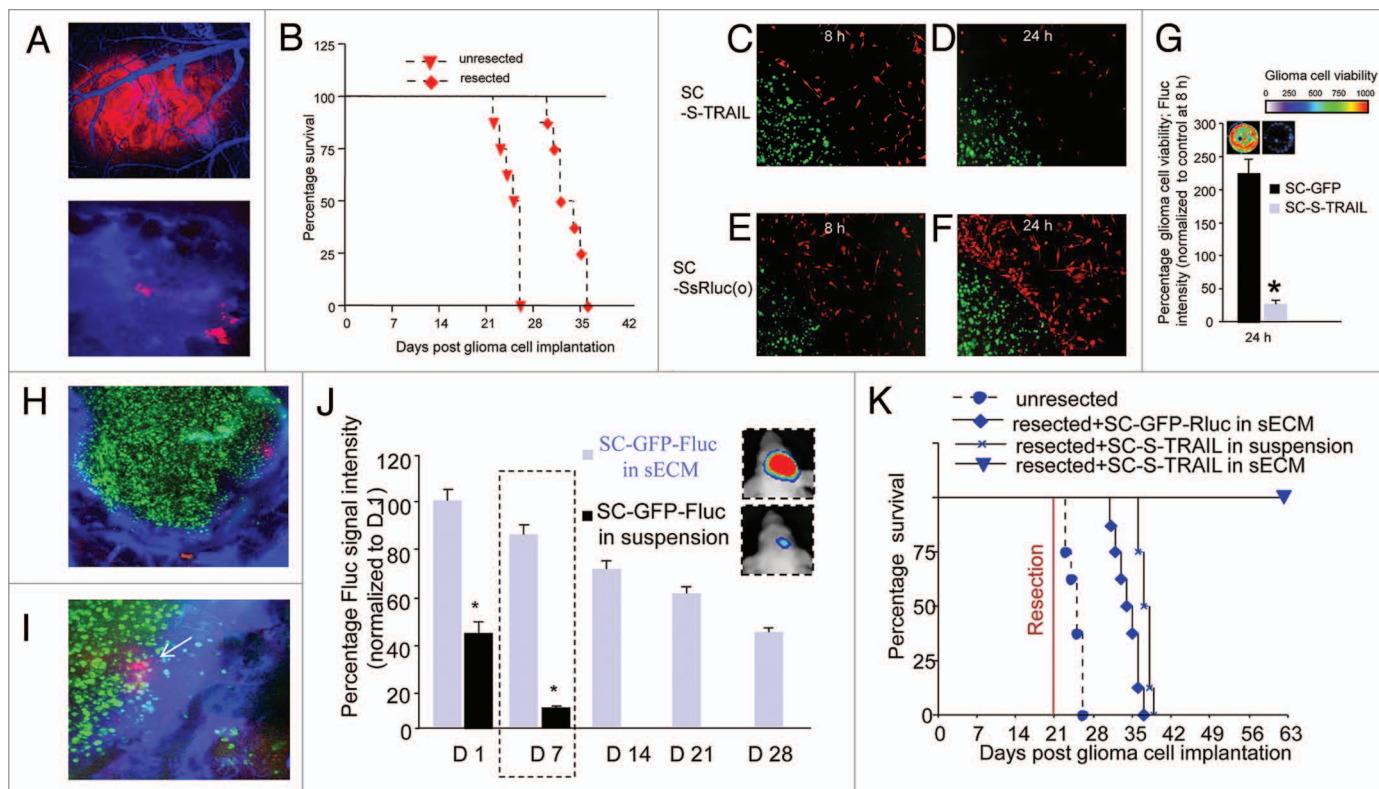 A
B
125
100
75
50
25
0
Percentage survival
unresected
resected
0 7 14 21 28 35 42
Days post glioma cell implantation
C
8 h
D
24 h
SC
-S-TRAIL
E
8 h
F
24 h
SC
-SsRluc(o)
G
Glioma cell viability
0 250 500 750 1000
Percentage glioma cell viability; Fluc
intensity (normalized to control at 8 h)
300
250
200
150
100
50
0
SC-GFP
SC-S-TRAIL
*
24 h
H
I
J
Percentage Fluc signal intensity
(normalized to D1)
120
100
80
60
40
20
0
SC-GFP-Fluc
in sECM
SC-GFP-Fluc
in suspension
*
*
D 1 D 7 D 14 D 21 D 28
K
unresected
resected+SC-GFP-Rluc in sECM
resected+SC-S-TRAIL in suspension
resected+SC-S-TRAIL in sECM
Percentage survival
75
50
25
0
Resection
0 7 14 21 28 35 42 49 56 63
Days post glioma cell implantation